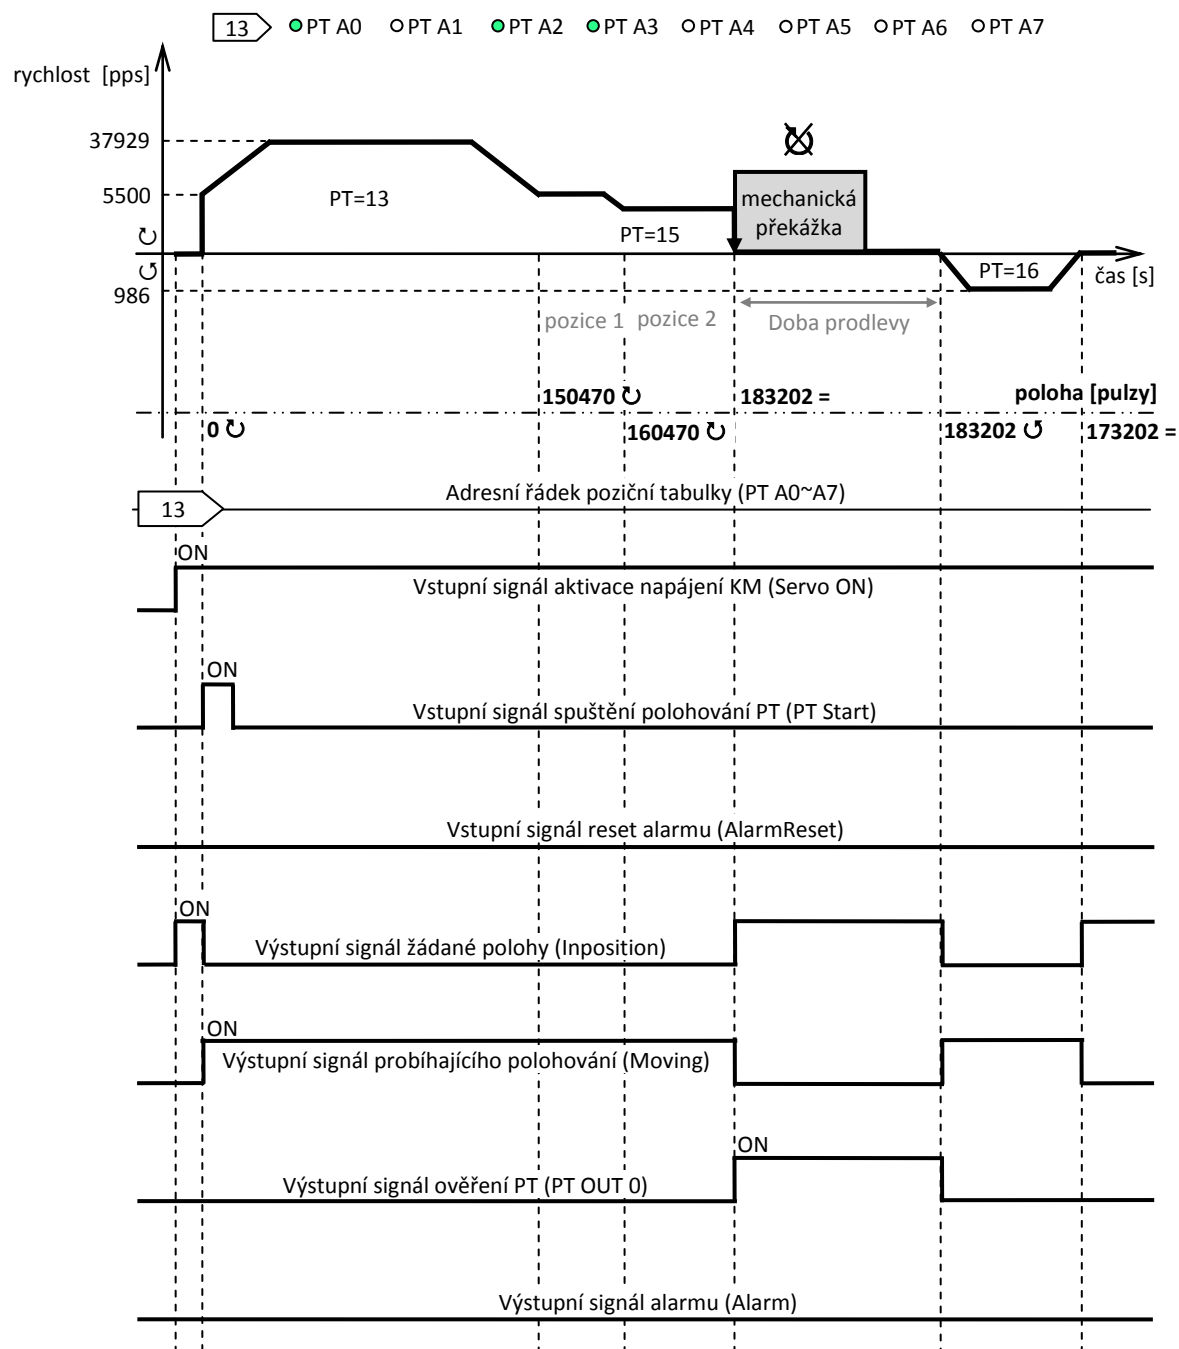 13 PT A0 PT A1 PT A2 PT A3 PT A4 PT A5 PT A6 PT A7
rychlost [pps]
37929
5500
PT=13
mechanická
překážka
PT=15
PT=16
986
čas [s]
pozice 1 pozice 2 Doba prodlevy
150470 ↻ 183202 = poloha [pulzy]
0 ↻ 160470 ↻ 183202 ↺ 173202 =
Adresní řádek poziční tabulky (PT A0~A7)
13
ON
Vstupní signál aktivace napájení KM (Servo ON)
ON
Vstupní signál spuštění polohování PT (PT Start)
Vstupní signál reset alarmu (AlarmReset)
ON
Výstupní signál žádané polohy (Inposition)
ON
Výstupní signál probíhajícího polohování (Moving)
ON
Výstupní signál ověření PT (PT OUT 0)
Výstupní signál alarmu (Alarm)